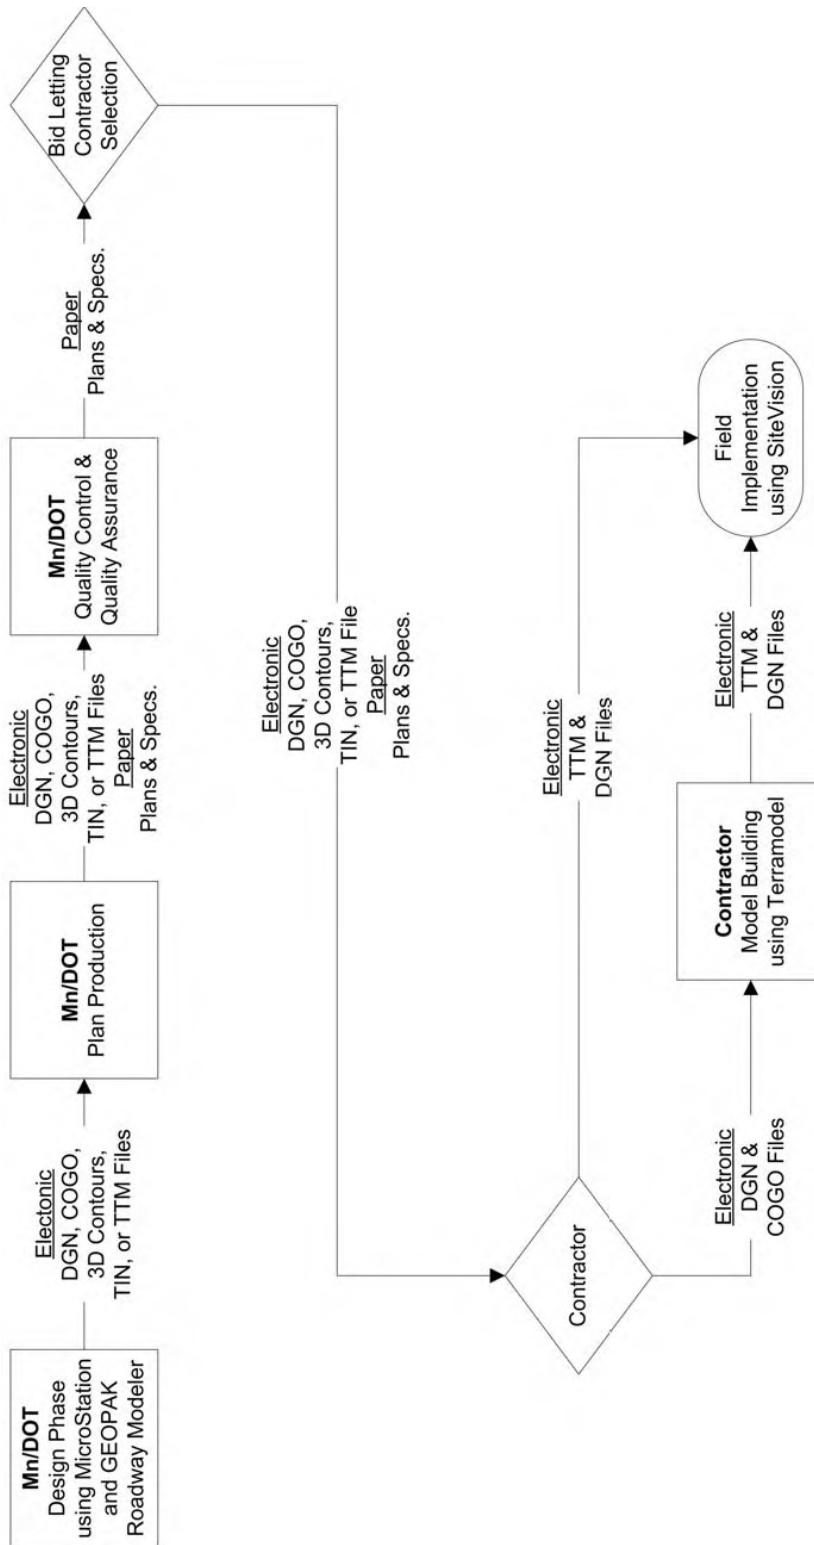 Mn/DOT
Design Phase
using MicroStation
and GEOPAK
Roadway Modeler
Electonic
DGN, COGO,
3D Contours,
TIN, or TTM Files
Mn/DOT
Plan Production
Electronic
DGN, COGO,
3D Contours,
TIN, or TTM Files
Paper
Plans & Specs.
Mn/DOT
Quality Control &
Quality Assurance
Paper
Plans & Specs.
Bid Letting
Contractor
Selection
Electronic
DGN, COGO,
3D Contours,
TIN, or TTM File
Paper
Plans & Specs.
Contractor
Electronic
TTM &
DGN Files
Electronic
DGN &
COGO Files
Contractor
Model Building
using Terramodel
Electronic
TTM &
DGN Files
Field
Implementation
using SiteVision